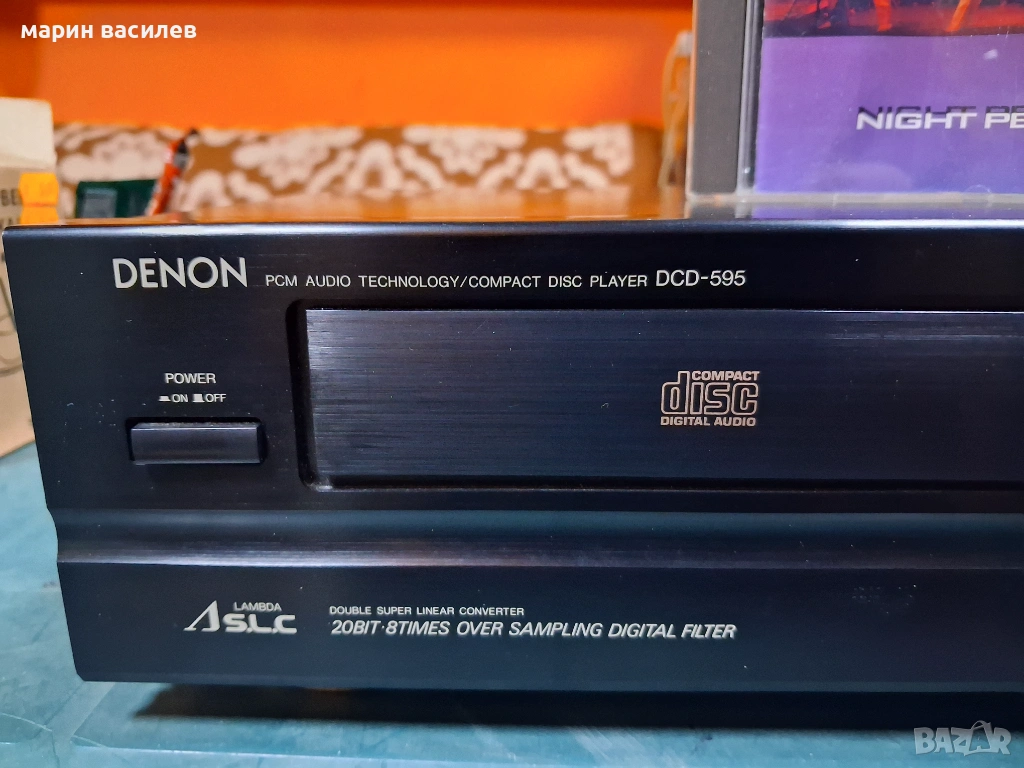 марин василев
NIGHT PE
DENON PCM AUDIO TECHNOLOGY/COMPACT DISC PLAYER DCD-595
POWER
ON OFF
COMPACT
disc
DIGITAL AUDIO
LAMBDA
S.L.C
DOUBLE SUPER LINEAR CONVERTER
20BIT·8TIMES OVER SAMPLING DIGITAL FILTER
BAZAR